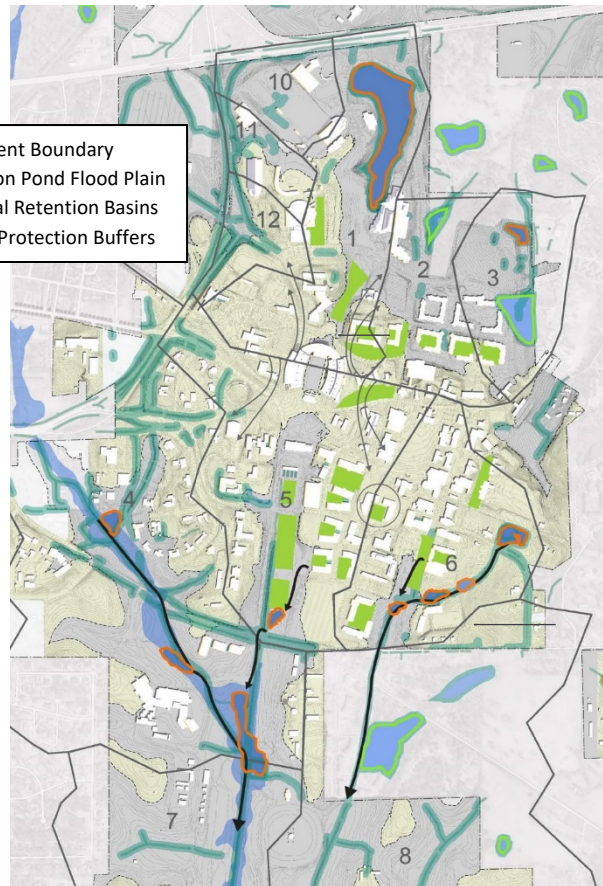 10
ent Boundary
on Pond Flood Plain
11
al Retention Basins
12
Protection Buffers
1
2
3
4
5
6
7
8